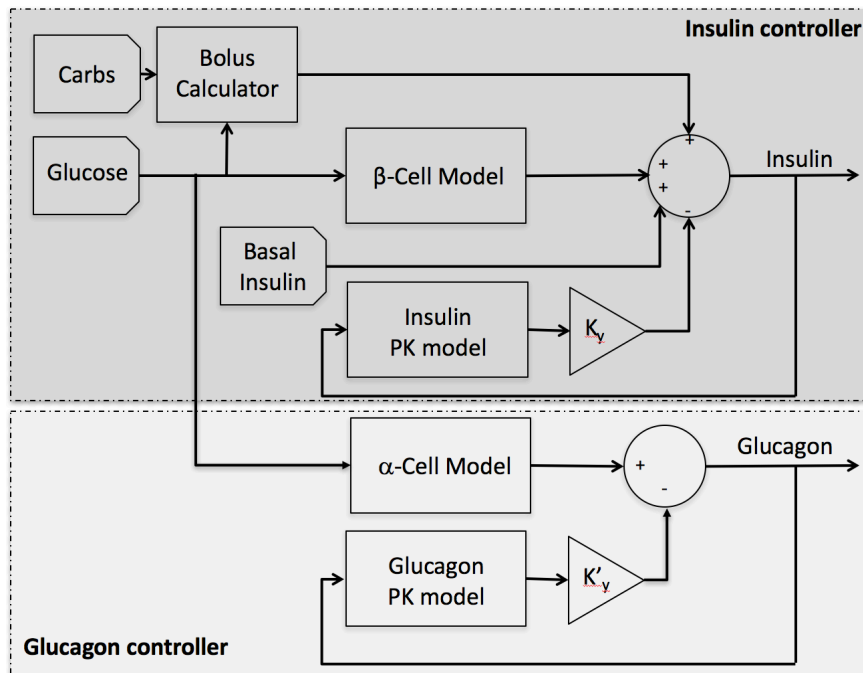 Insulin controller
Carbs
Bolus
Calculator
+
Glucose
β-Cell Model
+
+
-
Insulin
Basal
Insulin
Insulin
PK model
Ky
α-Cell Model
+
-
Glucagon
Glucagon
PK model
K'y
Glucagon controller